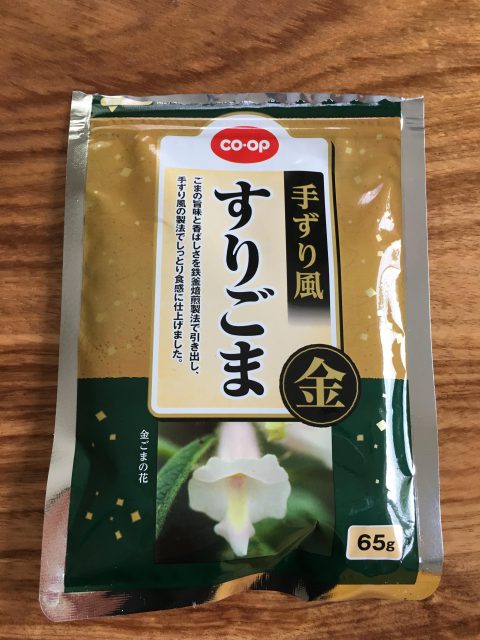 CO·OP
手ずり風
すりごま
金
ごまの旨味と香ばしさを鉄釜焙煎製法で引き出し、
手ずり風の製法でしっとり食感に仕上げました。
金ごまの花
65g